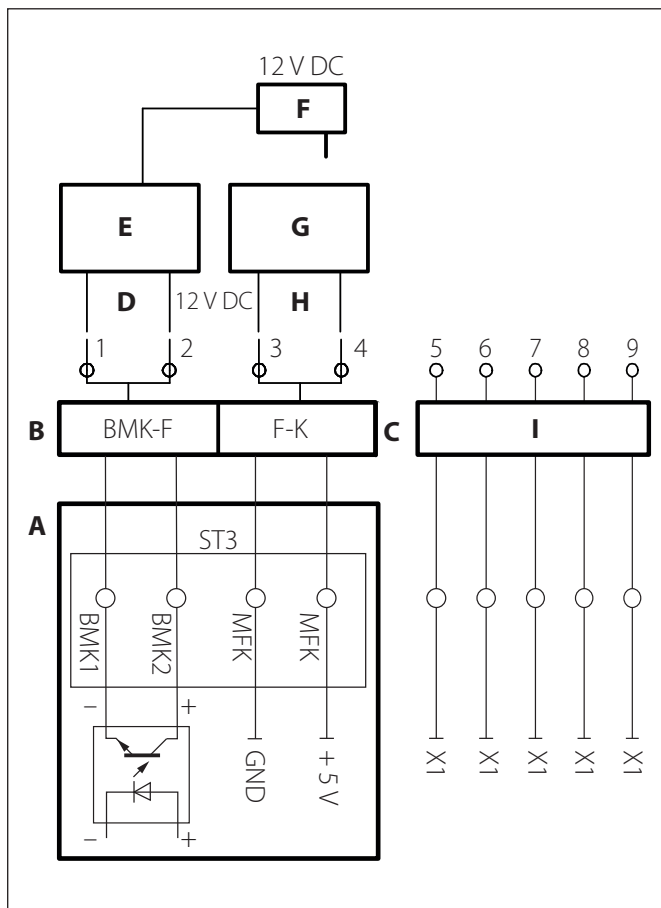 12 V DC
F
E
G
D
12 V DC
H
1
2
3
4
5
6
7
8
9
B
BMK-F
F-K
C
I
A
ST3
BMK1
BMK2
MFK
MFK
– +
GND
+ 5 V
– +
X1
X1
X1
X1
X1